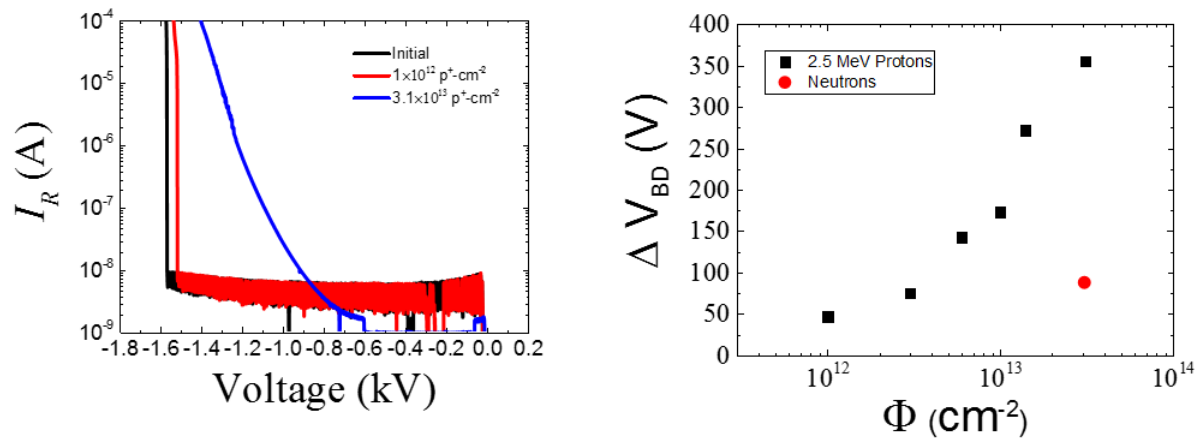 10⁻⁴
10⁻⁵
10⁻⁶
10⁻⁷
10⁻⁸
10⁻⁹
I_R (A)
Initial
1×10¹² p⁺-cm⁻²
3.1×10¹³ p⁺-cm⁻²
-1.8 -1.6 -1.4 -1.2 -1.0 -0.8 -0.6 -0.4 -0.2 0.0 0.2
Voltage (kV)
400
350
300
250
200
150
100
50
0
Δ V_BD (V)
2.5 MeV Protons
Neutrons
10¹² 10¹³ 10¹⁴
Φ (cm⁻²)